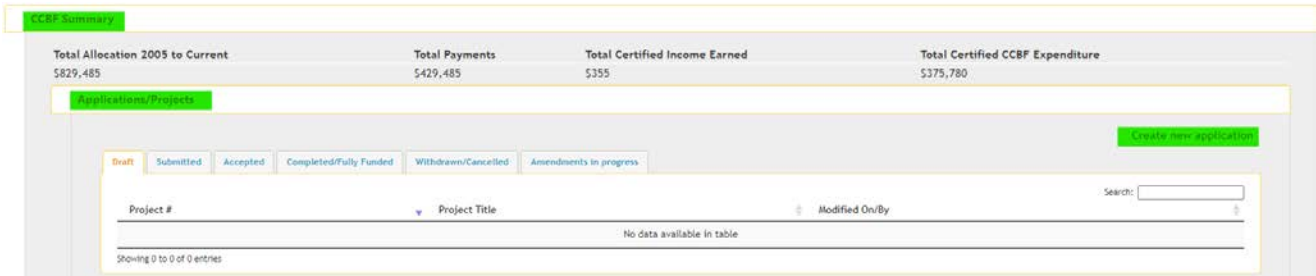 CCBF Summary
Total Allocation 2005 to Current Total Payments Total Certified Income Earned Total Certified CCBF Expenditure
$829,485 $429,485 $355 $375,780
Applications/Projects
Create new application
Draft Submitted Accepted Completed/Fully Funded Withdrawn/Cancelled Amendments in progress
Search:
Project # Project Title Modified On/By
No data available in table
Showing 0 to 0 of 0 entries